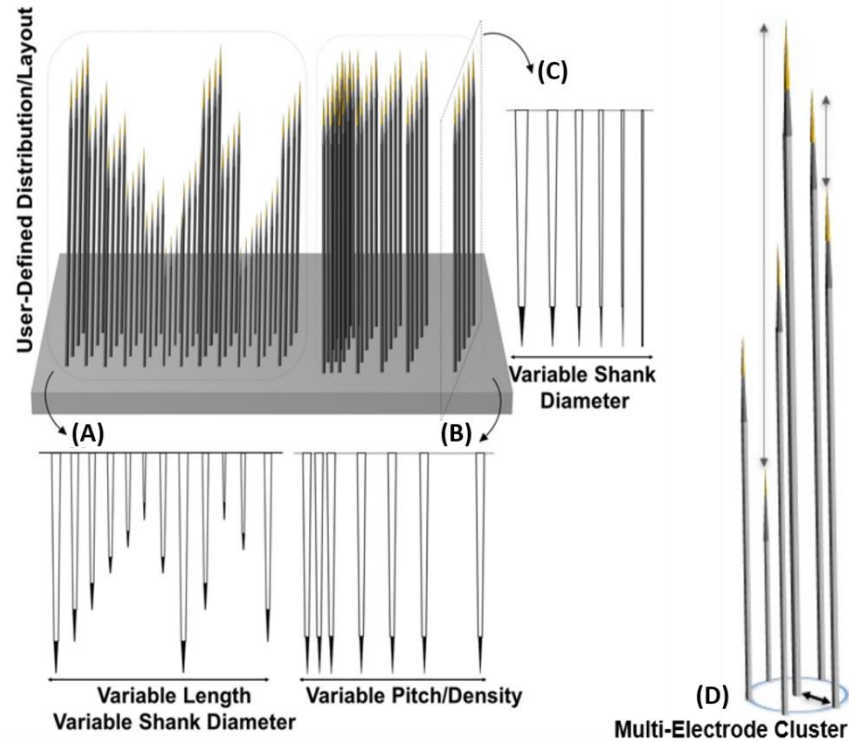 User-Defined Distribution/Layout
(C)
Variable Shank
Diameter
(A)
(B)
Variable Length
Variable Shank Diameter
Variable Pitch/Density
(D)
Multi-Electrode Cluster